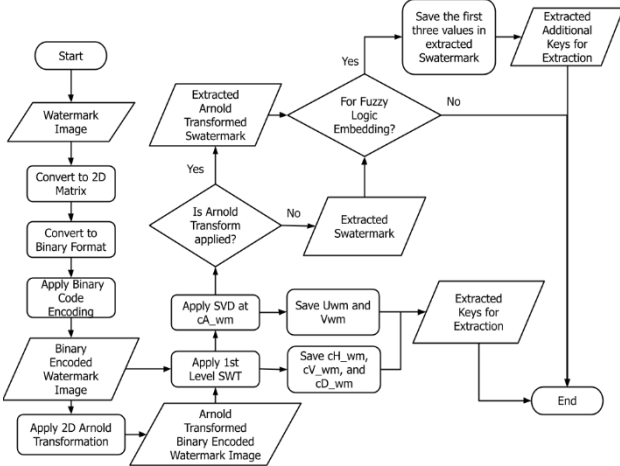 Start
Watermark
Image
Convert to 2D
Matrix
Convert to
Binary Format
Apply Binary
Code
Encoding
Binary
Encoded
Watermark
Image
Apply 2D Arnold
Transformation
Arnold
Transformed
Binary Encoded
Watermark Image
Apply 1st
Level SWT
Save cH_wm,
cV_wm, and
cD_wm
Apply SVD at
cA_wm
Save Uwm and
Vwm
Extracted
Keys for
Extraction
Is Arnold
Transform
applied?
Yes
No
Extracted
Arnold
Transformed
Swatermark
Extracted
Swatermark
For Fuzzy
Logic
Embedding?
Yes
No
Save the first
three values in
extracted
Swatermark
Extracted
Additional
Keys for
Extraction
End